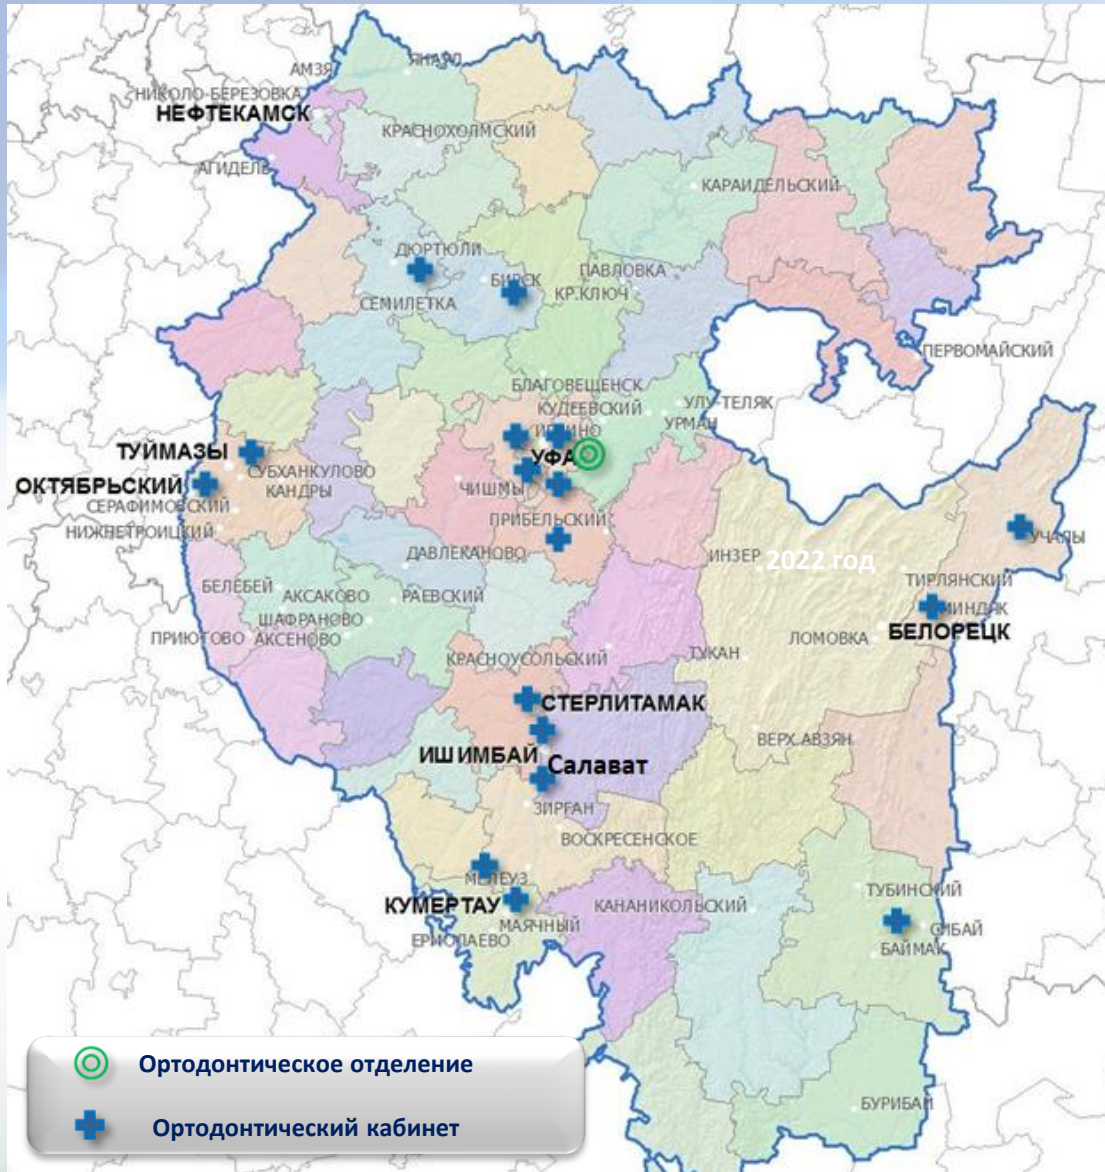 ЯНАУЛ
АМЗЯ
НИКОЛО-БЕРЕЗОВКА
НЕФТЕКАМСК
КРАСНОХОЛМСКИЙ
АГИДЕЛЬ
КАРАИДЕЛЬСКИЙ
ДЮРТЮЛИ
БИРСК
ПАВЛОВКА
КР.КЛЮЧ
СЕМИЛЕТКА
ПЕРВОМАЙСКИЙ
БЛАГОВЕЩЕНСК
КУДЕЕВСКИЙ
УЛУ-ТЕЛЯК
УРМАН
ТУЙМАЗЫ
УФА
СУБХАНКУЛОВО
ОКТЯБРЬСКИЙ
КАНДРЫ
ЧИШМЫ
СЕРАФИМОВСКИЙ
ПРИБЕЛЬСКИЙ
НИЖНЕТРОИЦКИЙ
УЧАЛЫ
ДАВЛЕКАНОВО
ИНЗЕР
2022 год
ТИРЛЯНСКИЙ
БЕЛЕБЕЙ
АКСАКОВО
РАЕВСКИЙ
МИНДЯК
ШАФРАНОВО
БЕЛОРЕЦК
ПРИЮТОВО
АКСЕНОВО
ЛОМОВКА
КРАСНОУСОЛЬСКИЙ
ТУКАН
СТЕРЛИТАМАК
ВЕРХ.АВЗЯН
ИШИМБАЙ
Салават
ЗИРГАН
ВОСКРЕСЕНСКОЕ
МЕЛЕУЗ
ТУБИНСКИЙ
КУМЕРТАУ
КАНАНИКОЛЬСКИЙ
МАЯЧНЫЙ
СИБАЙ
ЕРМОЛАЕВО
БАЙМАК
Ортодонтическое отделение
БУРИБАЙ
Ортодонтический кабинет